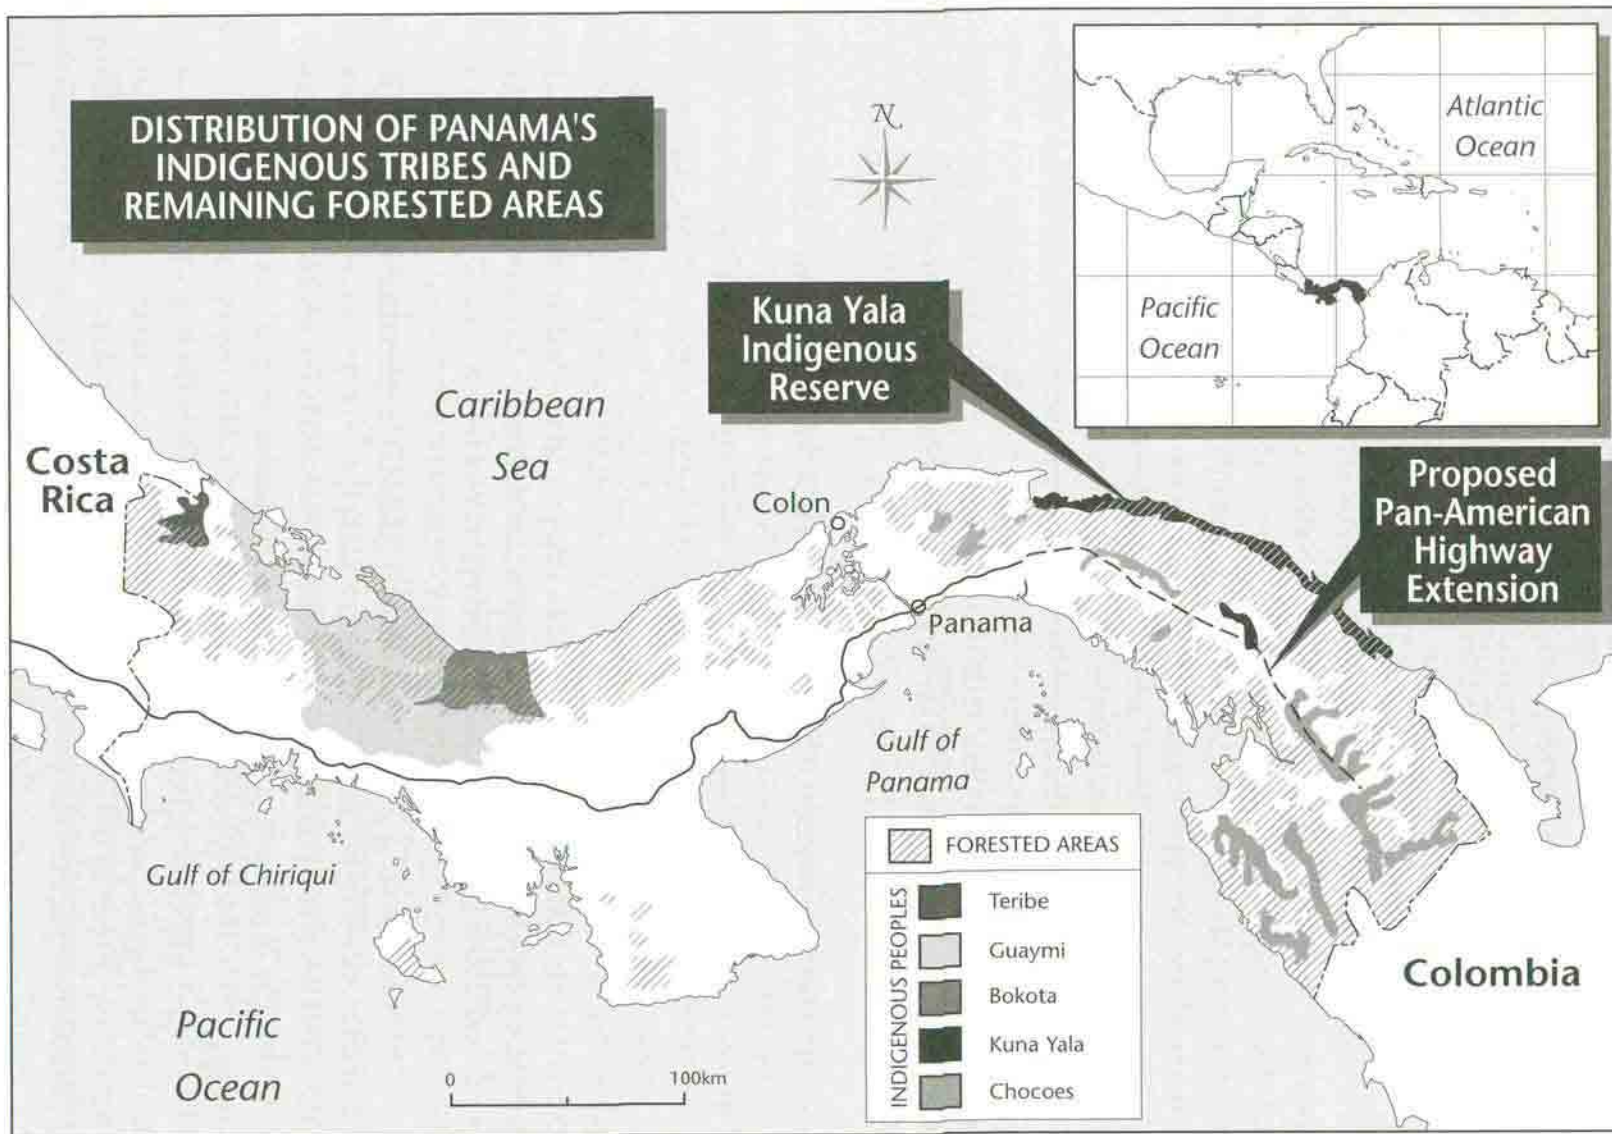 DISTRIBUTION OF PANAMA'S
INDIGENOUS TRIBES AND
REMAINING FORESTED AREAS
N
Atlantic
Ocean
Pacific
Ocean
Kuna Yala
Indigenous
Reserve
Caribbean
Sea
Costa
Rica
Colon
Proposed
Pan-American
Highway
Extension
Panama
Gulf of
Panama
Gulf of Chiriqui
Pacific
Ocean
Colombia
0 100km
FORESTED AREAS
INDIGENOUS PEOPLES
Teribe
Guaymi
Bokota
Kuna Yala
Chocoes